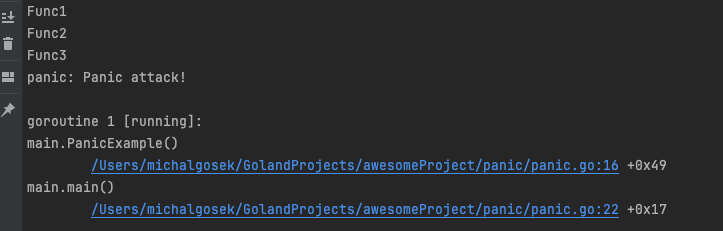 Func1
Func2
Func3
panic: Panic attack!
goroutine 1 [running]:
main.PanicExample()
/Users/michalgosek/GolandProjects/awesomeProject/panic/panic.go:16 +0x49
main.main()
/Users/michalgosek/GolandProjects/awesomeProject/panic/panic.go:22 +0x17